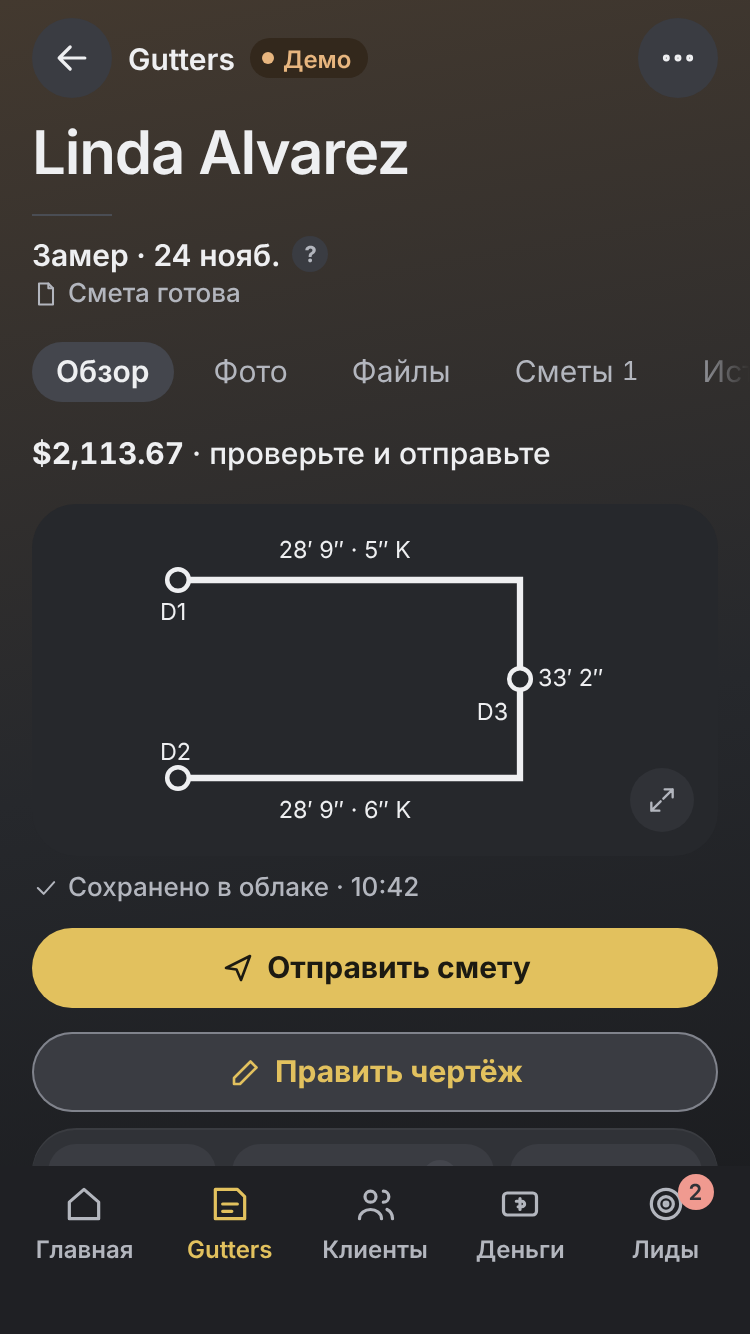 Gutters
Демо
Linda Alvarez
Замер · 24 нояб. ?
Смета готова
Обзор Фото Файлы Сметы 1
$2,113.67 · проверьте и отправьте
28′ 9″ · 5″ K
D1
33′ 2″
D3
D2
28′ 9″ · 6″ K
Сохранено в облаке · 10:42
Отправить смету
Править чертёж
2
Главная Gutters Клиенты Деньги Лиды